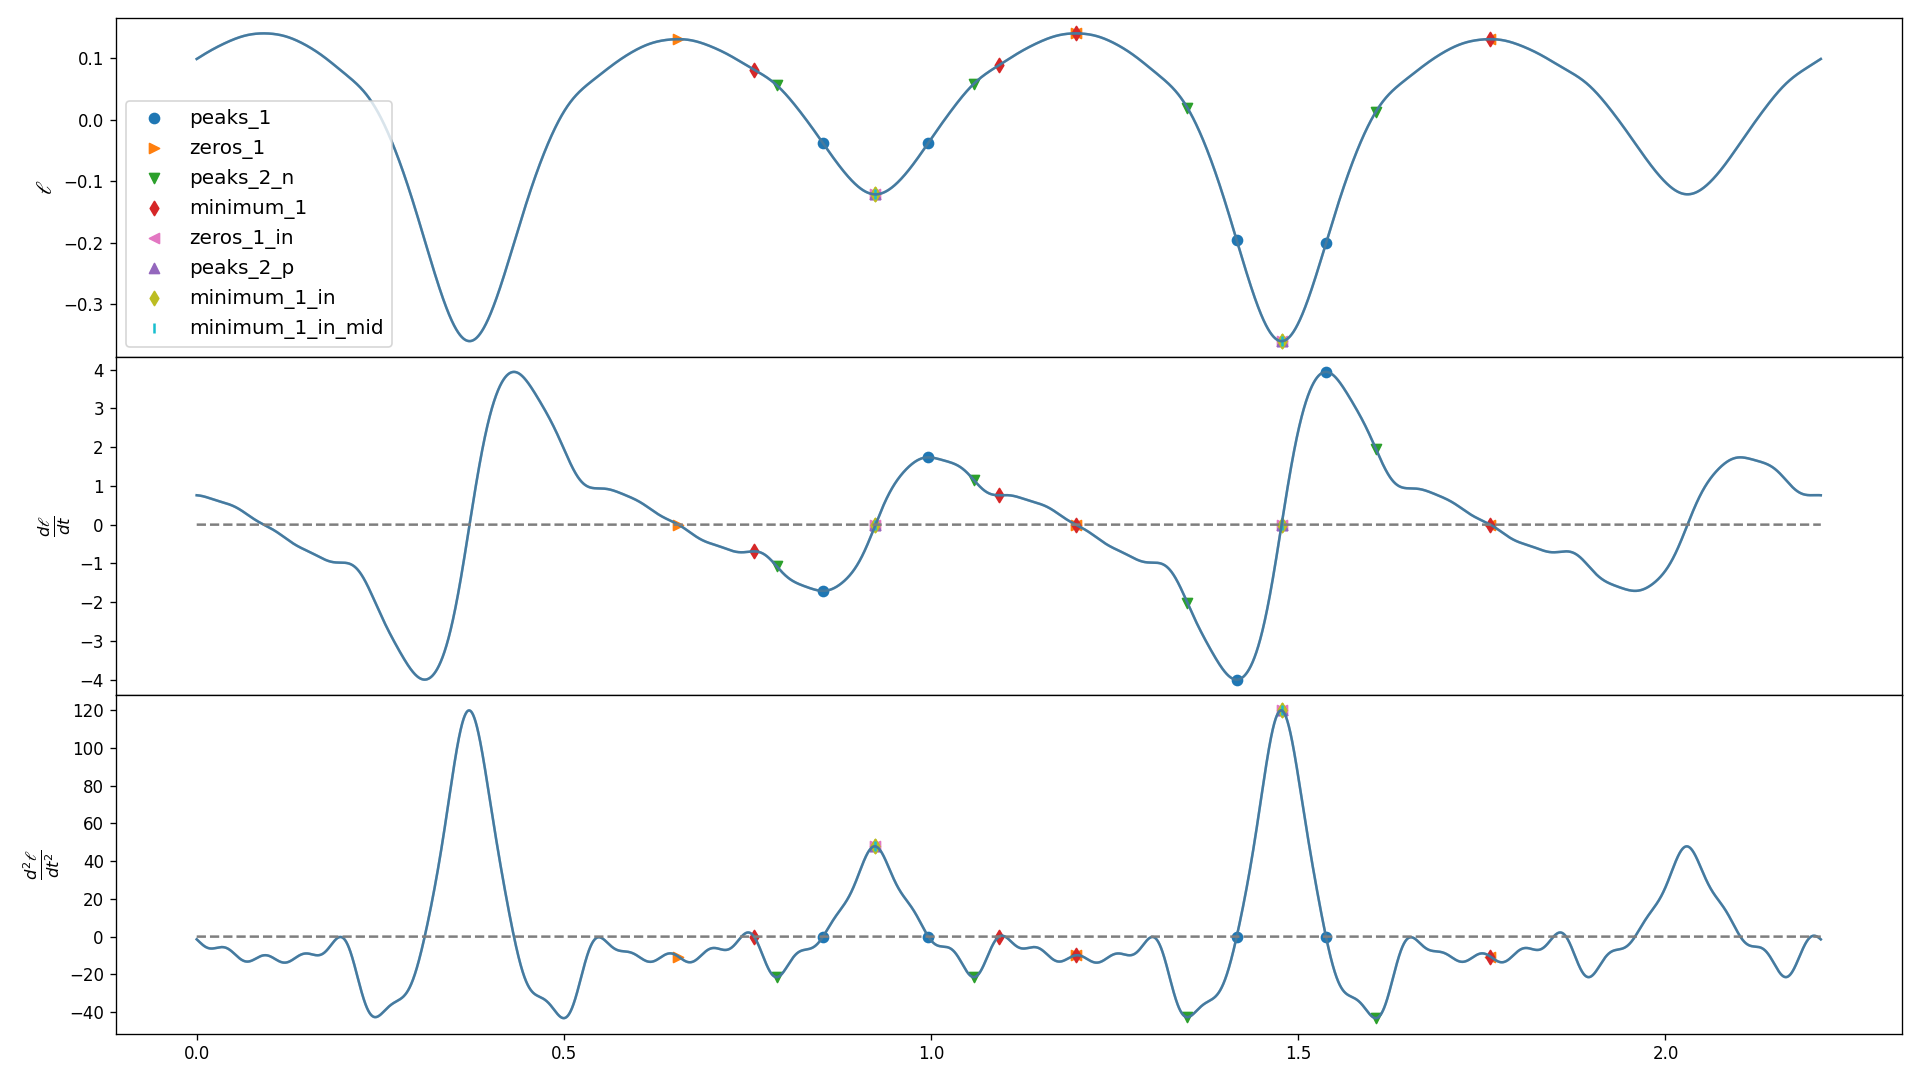 0.1
0.0
−0.1
−0.2
−0.3
ℓ
peaks_1
zeros_1
peaks_2_n
minimum_1
zeros_1_in
peaks_2_p
minimum_1_in
minimum_1_in_mid
4
3
2
1
0
−1
−2
−3
−4
dℓ
dt
120
100
80
60
40
20
0
−20
−40
d²ℓ
dt²
0.0 0.5 1.0 1.5 2.0